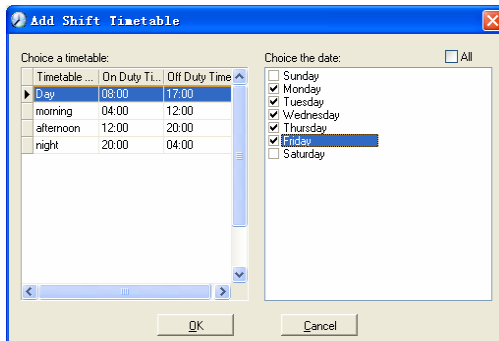 Add Shift Timetable
Choice a timetable:
Timetable ... On Duty Ti... Off Duty Time
Day 08:00 17:00
morning 04:00 12:00
afternoon 12:00 20:00
night 20:00 04:00
Choice the date:
All
Sunday
Monday
Tuesday
Wednesday
Thursday
Friday
Saturday
OK
Cancel